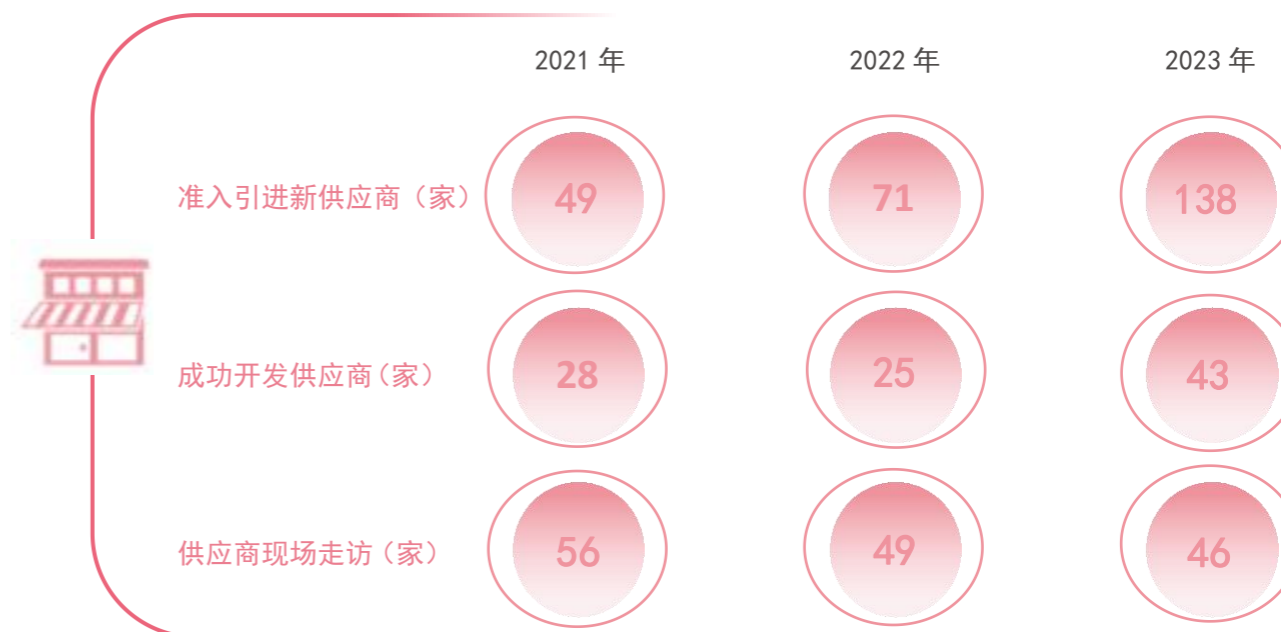 2021 年 2022 年 2023 年
准入引进新供应商（家） 49 71 138
成功开发供应商（家） 28 25 43
供应商现场走访（家） 56 49 46